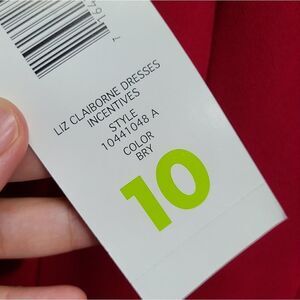 LIZ CLAIBORNE DRESSES
INCENTIVES
STYLE
10441048 A
COLOR
BRY
10